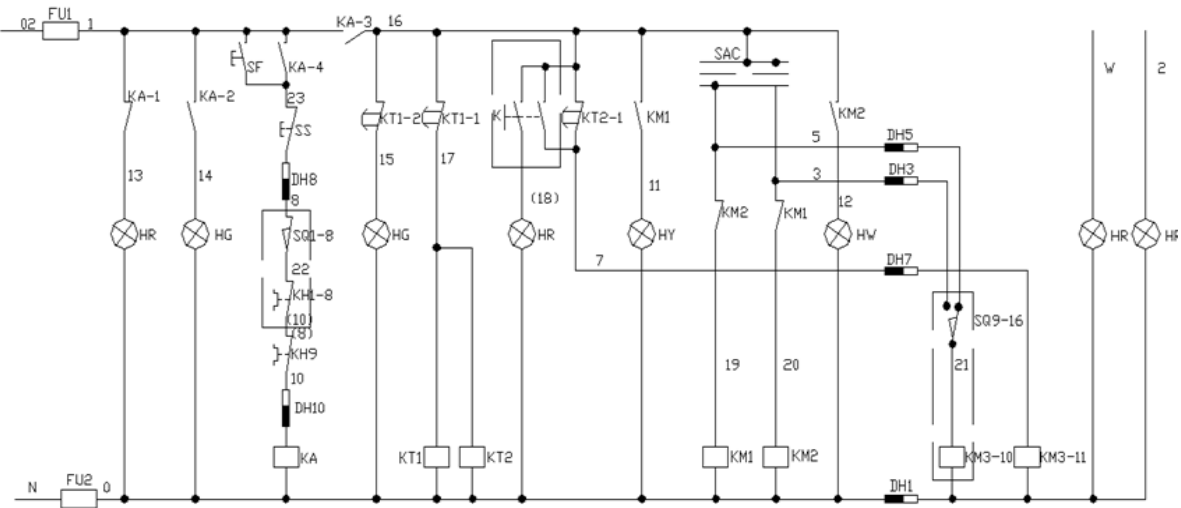 02 FU1 1 KA-3 16
SF KA-4 SAC W 2
KA-1 KA-2 23 KT1-2 KT1-1 K KT2-1 KM1 KM2
SS 5 DH5
13 14 DH8 15 17 3 DH3
8 (18) 11 12
HR HG SQ1-8 HG HR HY KM2 KM1 HW HR HR
22 7 DH7
KH1-8
(10) SQ9-16
(8)
KH9
10 19 20 21
DH10
KA KT1 KT2 KM1 KM2 KM3-10 KM3-11
N FU2 0 DH1